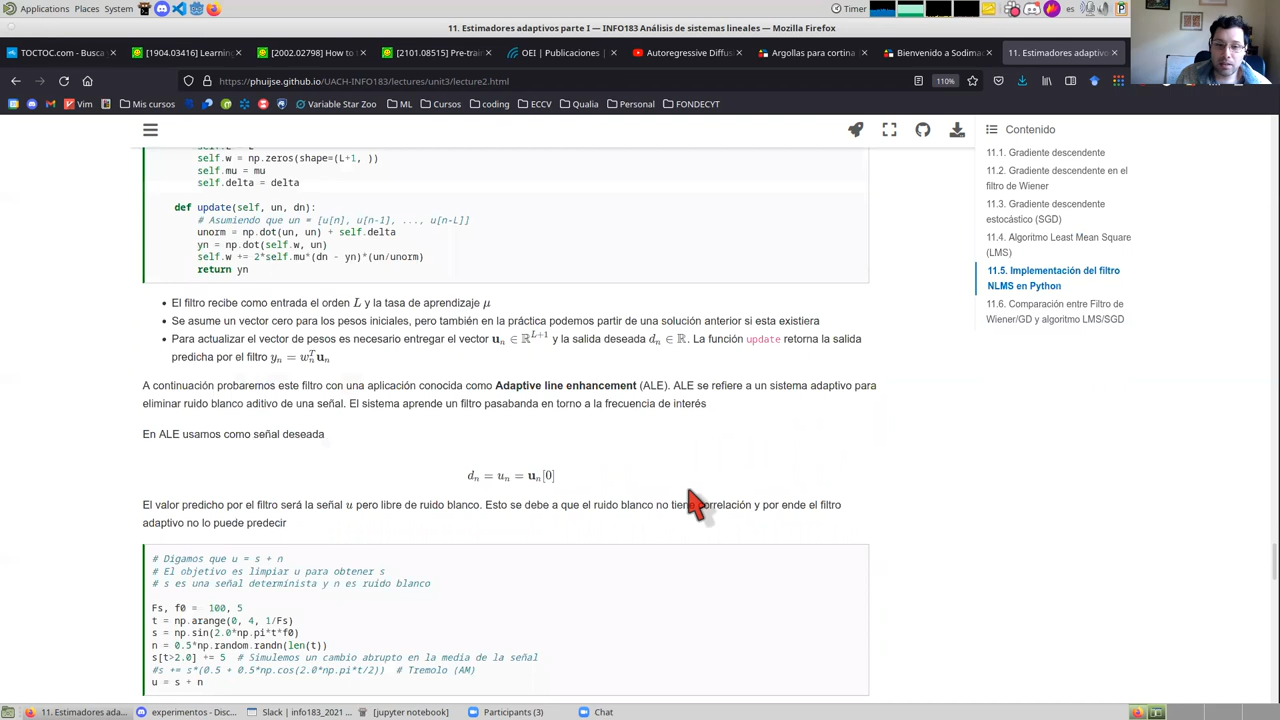 Applications Places System
Timer
es
11. Estimadores adaptivos parte I — INFO183 Análisis de sistemas lineales — Mozilla Firefox
TOCTOC.com - Busca
[1904.03416] Learning
[2002.02798] How to
[2101.08515] Pre-trai
OEI | Publicaciones
Autoregressive Diffus
Argollas para cortina
Bienvenido a Sodima
11. Estimadores adaptivo
https://phuijse.github.io/UACH-INFO183/lectures/unit3/lecture2.html
110%
Vim
Mis cursos
Variable Star Zoo
ML
Cursos
coding
ECCV
Qualia
Personal
FONDECYT
Contenido
11.1. Gradiente descendente
11.2. Gradiente descendente en el
filtro de Wiener
11.3. Gradiente descendente
estocástico (SGD)
11.4. Algoritmo Least Mean Square
(LMS)
11.5. Implementación del filtro
NLMS en Python
11.6. Comparación entre Filtro de
Wiener/GD y algoritmo LMS/SGD
self.w = np.zeros(shape=(L+1, ))
self.mu = mu
self.delta = delta
def update(self, un, dn):
# Asumiendo que un = [u[n], u[n-1], ..., u[n-L]]
unorm = np.dot(un, un) + self.delta
yn = np.dot(self.w, un)
self.w += 2*self.mu*(dn - yn)*(un/unorm)
return yn
• El filtro recibe como entrada el orden L y la tasa de aprendizaje μ
• Se asume un vector cero para los pesos iniciales, pero también en la práctica podemos partir de una solución anterior si esta existiera
• Para actualizar el vector de pesos es necesario entregar el vector uₙ ∈ ℝᴸ⁺¹ y la salida deseada dₙ ∈ ℝ. La función update retorna la salida
predicha por el filtro yₙ = wₙᵀuₙ
A continuación probaremos este filtro con una aplicación conocida como Adaptive line enhancement (ALE). ALE se refiere a un sistema adaptivo para
eliminar ruido blanco aditivo de una señal. El sistema aprende un filtro pasabanda en torno a la frecuencia de interés
En ALE usamos como señal deseada
dₙ = uₙ = uₙ[0]
El valor predicho por el filtro será la señal u pero libre de ruido blanco. Esto se debe a que el ruido blanco no tiene correlación y por ende el filtro
adaptivo no lo puede predecir
# Digamos que u = s + n
# El objetivo es limpiar u para obtener s
# s es una señal determinista y n es ruido blanco
Fs, f0 = 100, 5
t = np.arange(0, 4, 1/Fs)
s = np.sin(2.0*np.pi*t*f0)
n = 0.5*np.random.randn(len(t))
s[t>2.0] += 5 # Simulemos un cambio abrupto en la media de la señal
#s += s*(0.5 + 0.5*np.cos(2.0*np.pi*t/2)) # Tremolo (AM)
u = s + n
11. Estimadores ada...
experimentos - Disc...
Slack | info183_2021 ...
[jupyter notebook]
Participants (3)
Chat